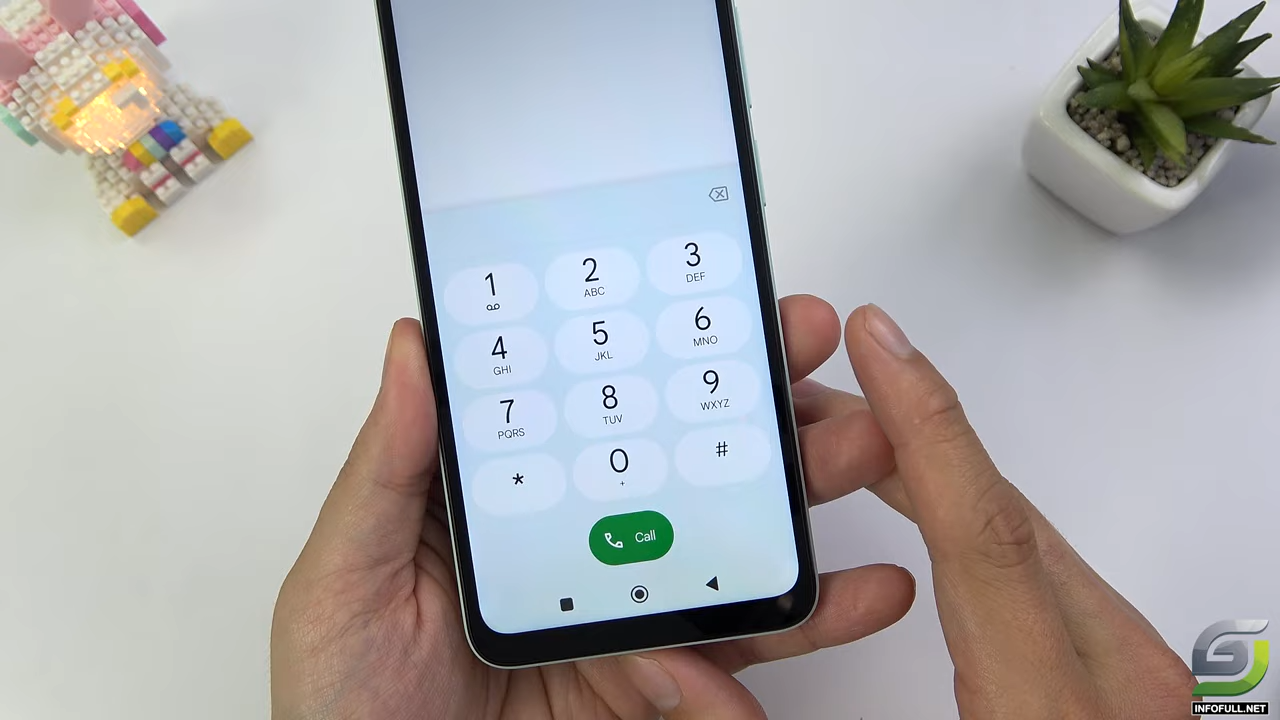 1
2
ABC
3
DEF
4
GHI
5
JKL
6
MNO
7
PQRS
8
TUV
9
WXYZ
*
0
+
#
Call
INFOFULL.NET